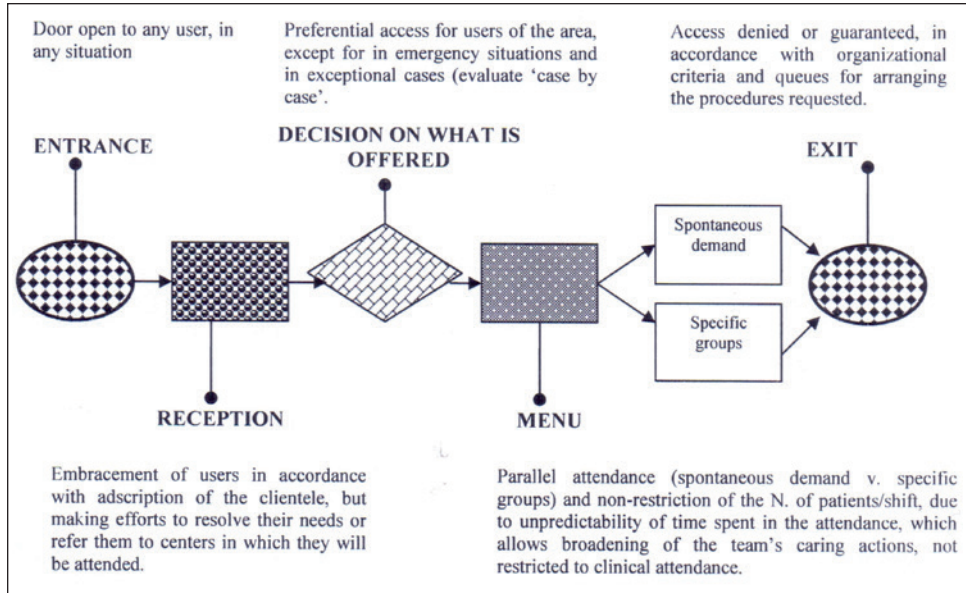 Door open to any user, in
any situation
Preferential access for users of the area,
except for in emergency situations and
in exceptional cases (evaluate ‘case by
case’.
Access denied or guaranteed, in
accordance with organizational
criteria and queues for arranging
the procedures requested.
ENTRANCE
DECISION ON WHAT IS
OFFERED
EXIT
Spontaneous
demand
Specific
groups
RECEPTION
MENU
Embracement of users in accordance
with adscription of the clientele, but
making efforts to resolve their needs or
refer them to centers in which they will
be attended.
Parallel attendance (spontaneous demand v. specific
groups) and non-restriction of the N. of patients/shift, due
to unpredictability of time spent in the attendance, which
allows broadening of the team’s caring actions, not
restricted to clinical attendance.